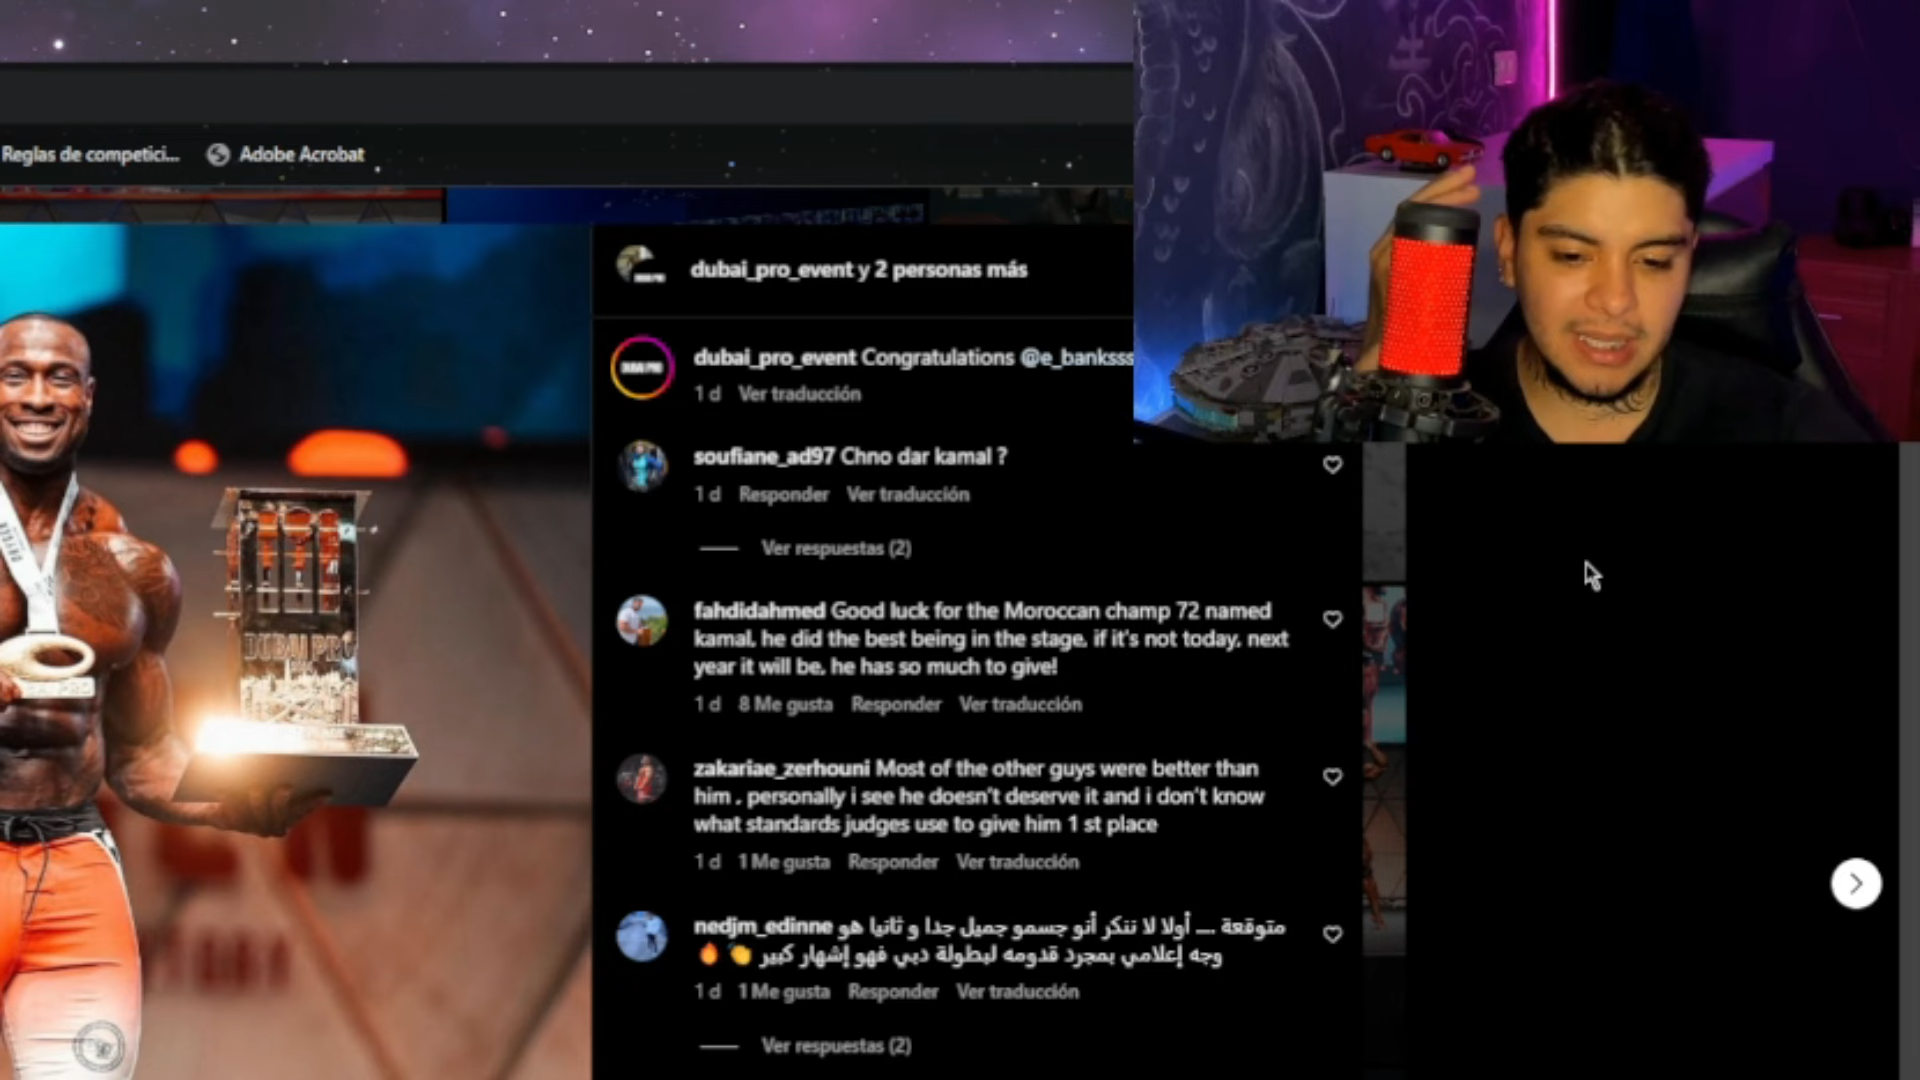 Reglas de competici...
Adobe Acrobat
dubai_pro_event y 2 personas más
dubai_pro_event Congratulations @e_banksss
1 d Ver traducción
soufiane_ad97 Chno dar kamal ?
1 d Responder Ver traducción
Ver respuestas (2)
fahdidahmed Good luck for the Moroccan champ 72 named
kamal, he did the best being in the stage, if it's not today, next
year it will be, he has so much to give!
1 d 8 Me gusta Responder Ver traducción
zakariae_zerhouni Most of the other guys were better than
him . personally i see he doesn't deserve it and i don't know
what standards judges use to give him 1 st place
1 d 1 Me gusta Responder Ver traducción
nedjm_edinne متوقعة .... أولا لا ننكر أنو جسمو جميل جدا و ثانيا هو
وجه إعلامي بمجرد قدومه لبطولة دبي فهو إشهار كبير 👏🔥
1 d 1 Me gusta Responder Ver traducción
Ver respuestas (2)
DUBAI PRO